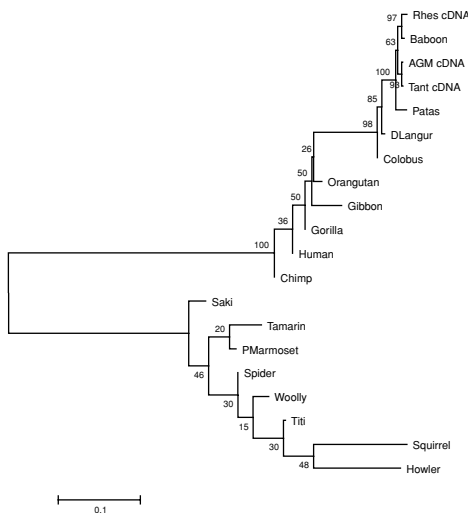 97
Rhes cDNA
Baboon
63
AGM cDNA
100
93
Tant cDNA
85
Patas
98
DLangur
Colobus
26
50
Orangutan
50
Gibbon
36
Gorilla
100
Human
Chimp
Saki
20
Tamarin
46
PMarmoset
Spider
30
Woolly
15
Titi
30
Squirrel
48
Howler
0.1